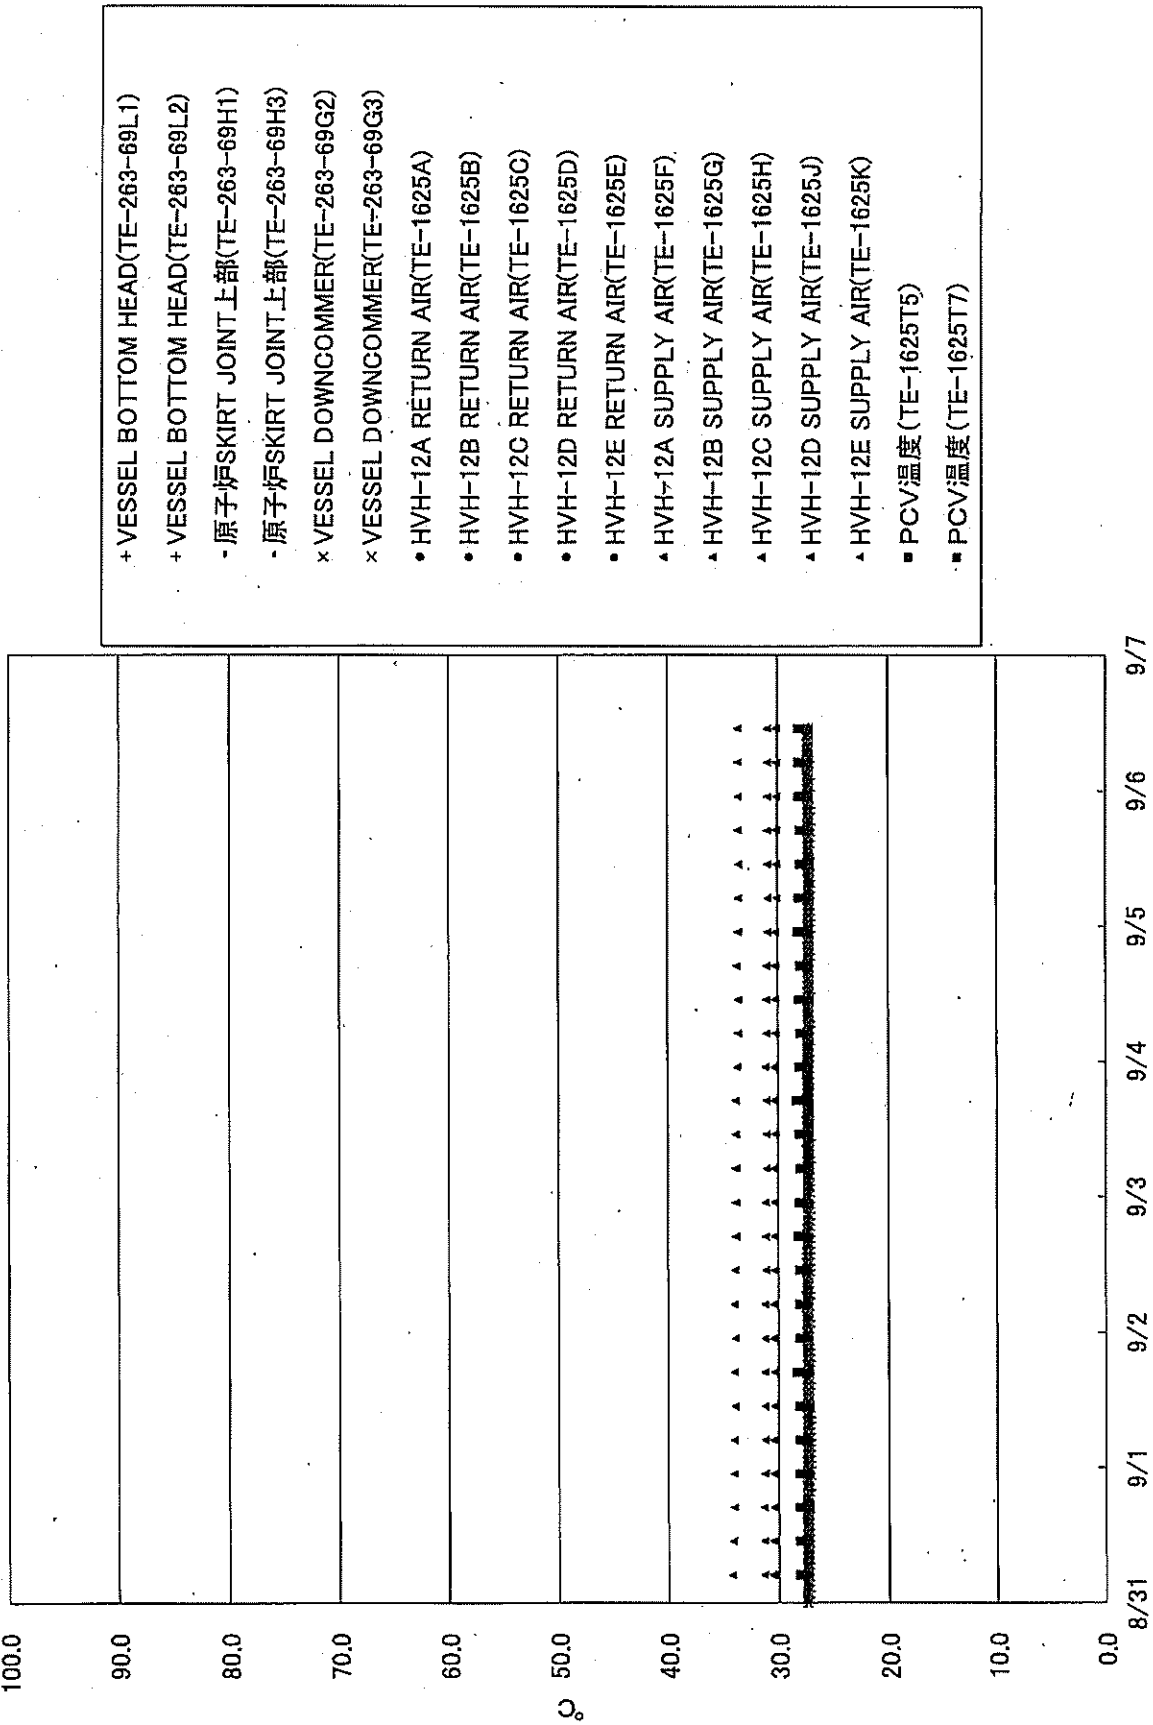 100.0
90.0
80.0
70.0
60.0
50.0
40.0
30.0
20.0
10.0
0.0
℃
8/31
9/1
9/2
9/3
9/4
9/5
9/6
9/7
+ VESSEL BOTTOM HEAD(TE-263-69L1)
+ VESSEL BOTTOM HEAD(TE-263-69L2)
- 原子炉SKIRT JOINT上部(TE-263-69H1)
- 原子炉SKIRT JOINT上部(TE-263-69H3)
× VESSEL DOWNCOMMER(TE-263-69G2)
× VESSEL DOWNCOMMER(TE-263-69G3)
● HVH-12A RETURN AIR(TE-1625A)
● HVH-12B RETURN AIR(TE-1625B)
● HVH-12C RETURN AIR(TE-1625C)
● HVH-12D RETURN AIR(TE-1625D)
● HVH-12E RETURN AIR(TE-1625E)
▲ HVH-12A SUPPLY AIR(TE-1625F)
▲ HVH-12B SUPPLY AIR(TE-1625G)
▲ HVH-12C SUPPLY AIR(TE-1625H)
▲ HVH-12D SUPPLY AIR(TE-1625J)
▲ HVH-12E SUPPLY AIR(TE-1625K)
■ PCV温度(TE-1625T5)
■ PCV温度(TE-1625T7)